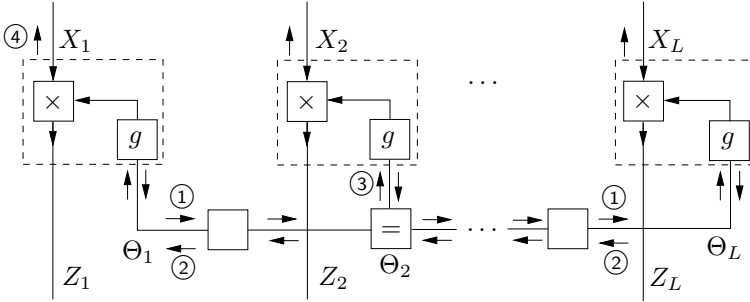 ④ X₁ X₂ X_L
× g × g × g
⋯
① ③ ①
= ⋯
② Θ₁ Θ₂ ② Θ_L
Z₁ Z₂ Z_L